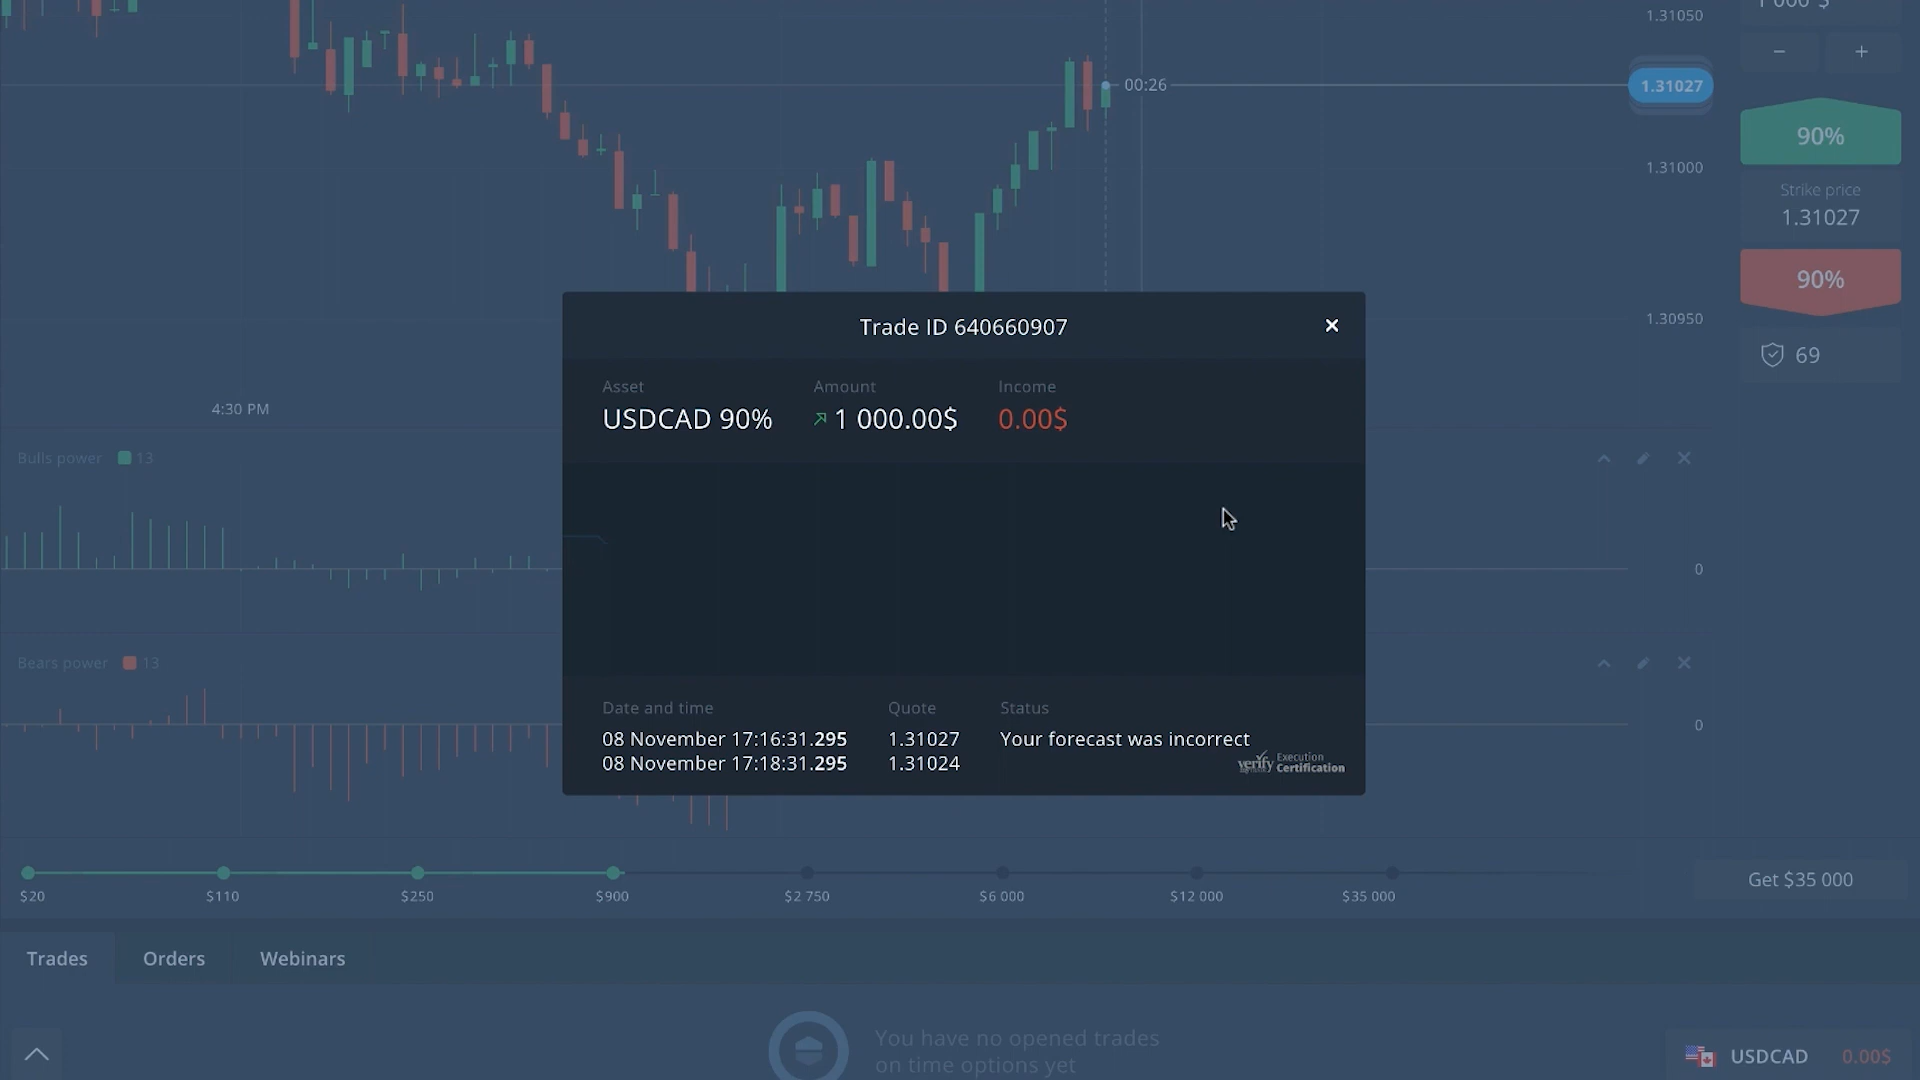 1.31050
00:26
1.31027
90%
1.31000
Strike price
1.31027
90%
1.30950
69
4:30 PM
Trade ID 640660907
Asset
Amount
Income
USDCAD 90%
1 000.00$
0.00$
Bulls power
13
0
Bears power
13
0
Date and time
Quote
Status
08 November 17:16:31.295
1.31027
Your forecast was incorrect
08 November 17:18:31.295
1.31024
verify
Execution
Certification
$20
$110
$250
$900
$2 750
$6 000
$12 000
$35 000
Get $35 000
Trades
Orders
Webinars
You have no opened trades
on time options yet
USDCAD
0.00$